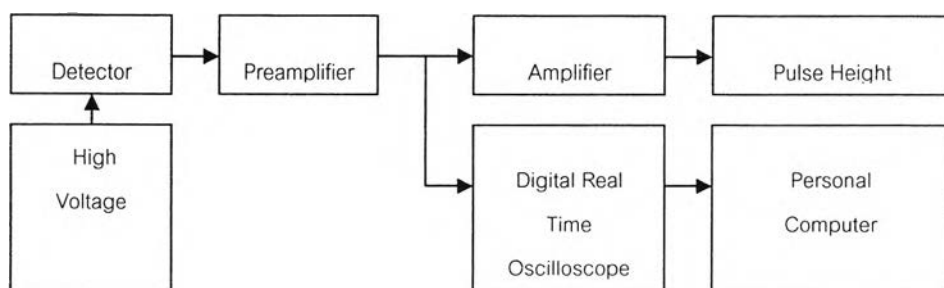 Detector
Preamplifier
Amplifier
Pulse Height
High
Voltage
Digital Real
Time
Oscilloscope
Personal
Computer